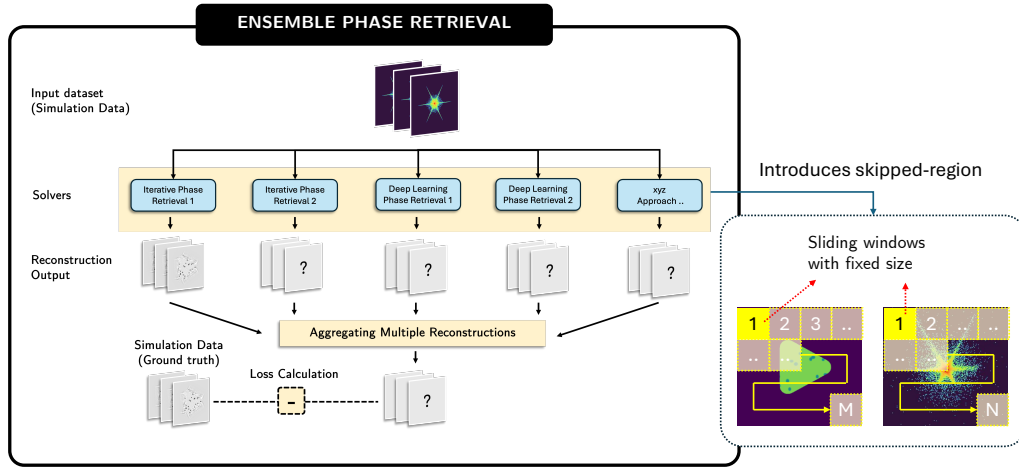 ENSEMBLE PHASE RETRIEVAL
Input dataset
(Simulation Data)
Solvers
Iterative Phase
Retrieval 1
Iterative Phase
Retrieval 2
Deep Learning
Phase Retrieval 1
Deep Learning
Phase Retrieval 2
xyz
Approach ..
Introduces skipped-region
Reconstruction
Output
?
?
?
?
Aggregating Multiple Reconstructions
Simulation Data
(Ground truth)
Loss Calculation
-
?
Sliding windows
with fixed size
1 2 3 ..
.. ..
M
1 2 .. ..
.. ..
N